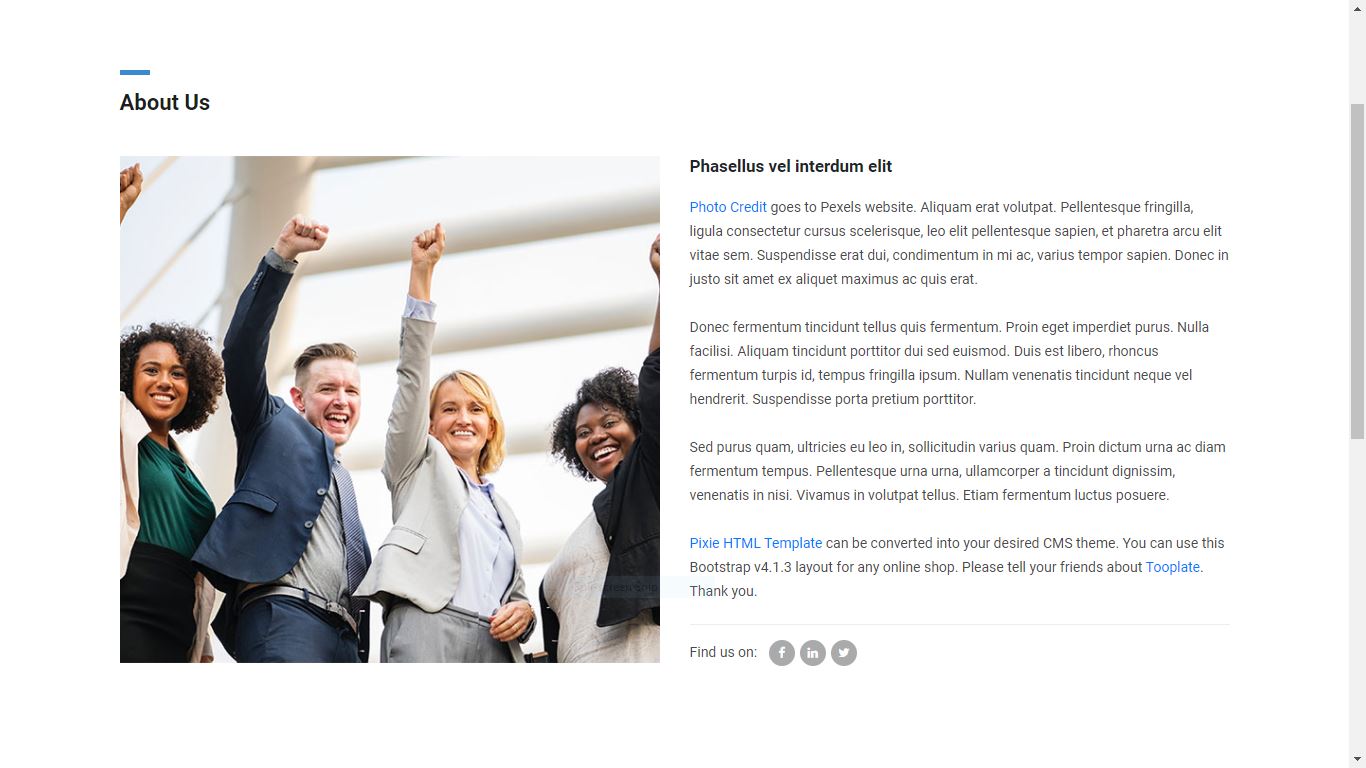 About Us
Phasellus vel interdum elit
Photo Credit goes to Pexels website. Aliquam erat volutpat. Pellentesque fringilla,
ligula consectetur cursus scelerisque, leo elit pellentesque sapien, et pharetra arcu elit
vitae sem. Suspendisse erat dui, condimentum in mi ac, varius tempor sapien. Donec in
justo sit amet ex aliquet maximus ac quis erat.
Donec fermentum tincidunt tellus quis fermentum. Proin eget imperdiet purus. Nulla
facilisi. Aliquam tincidunt porttitor dui sed euismod. Duis est libero, rhoncus
fermentum turpis id, tempus fringilla ipsum. Nullam venenatis tincidunt neque vel
hendrerit. Suspendisse porta pretium porttitor.
Sed purus quam, ultricies eu leo in, sollicitudin varius quam. Proin dictum urna ac diam
fermentum tempus. Pellentesque urna urna, ullamcorper a tincidunt dignissim,
venenatis in nisi. Vivamus in volutpat tellus. Etiam fermentum luctus posuere.
Pixie HTML Template can be converted into your desired CMS theme. You can use this
Bootstrap v4.1.3 layout for any online shop. Please tell your friends about Tooplate.
Thank you.
Find us on: